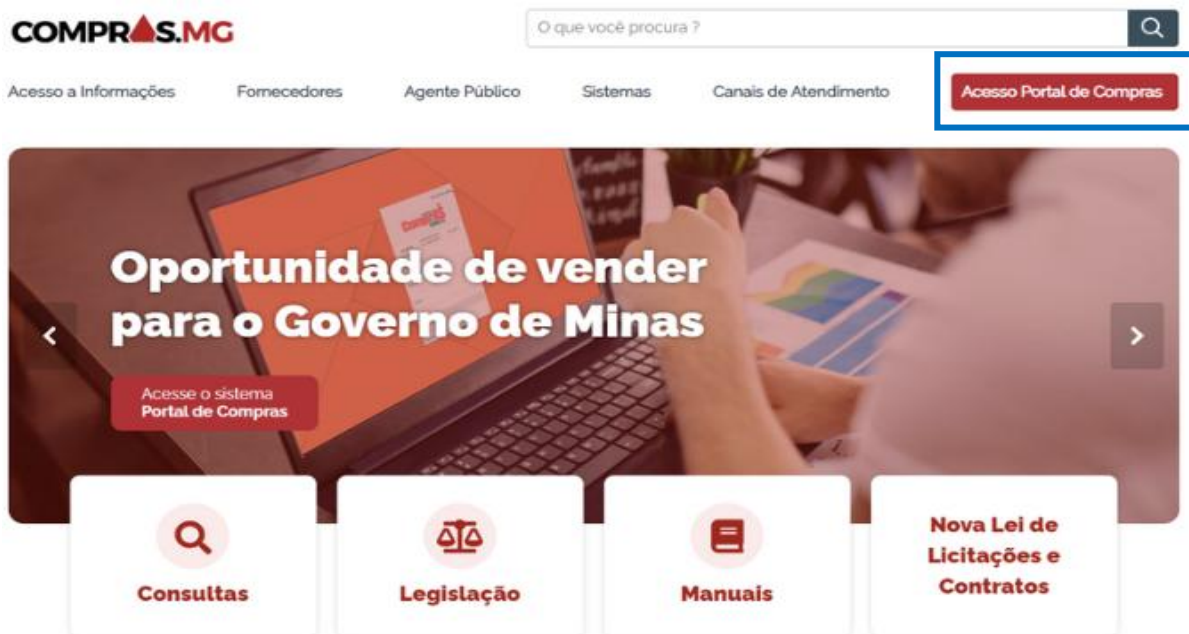 COMPRAS.MG
O que você procura ?
Acesso a Informações
Fornecedores
Agente Público
Sistemas
Canais de Atendimento
Acesso Portal de Compras
Oportunidade de vender
para o Governo de Minas
Acesse o sistema
Portal de Compras
Consultas
Legislação
Manuais
Nova Lei de
Licitações e
Contratos